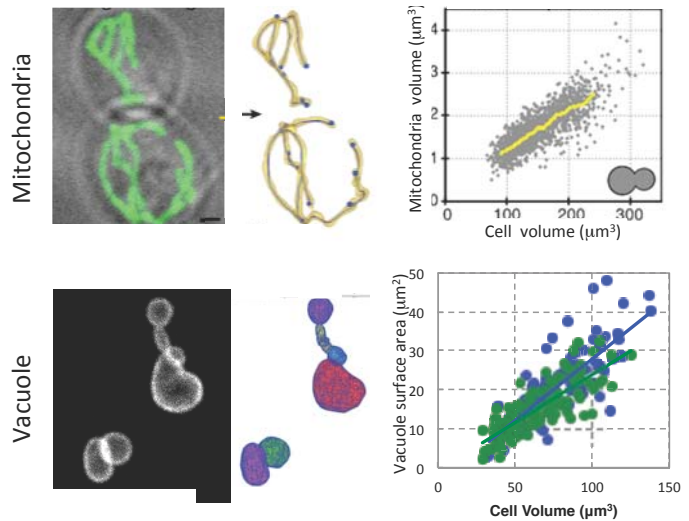 Mitochondria
Mitochondria volume (μm³)
4
3
2
1
0
0 100 200 300
Cell volume (μm³)
Vacuole
Vacuole surface area (μm²)
50
40
30
20
10
0
0 50 100 150
Cell Volume (μm³)